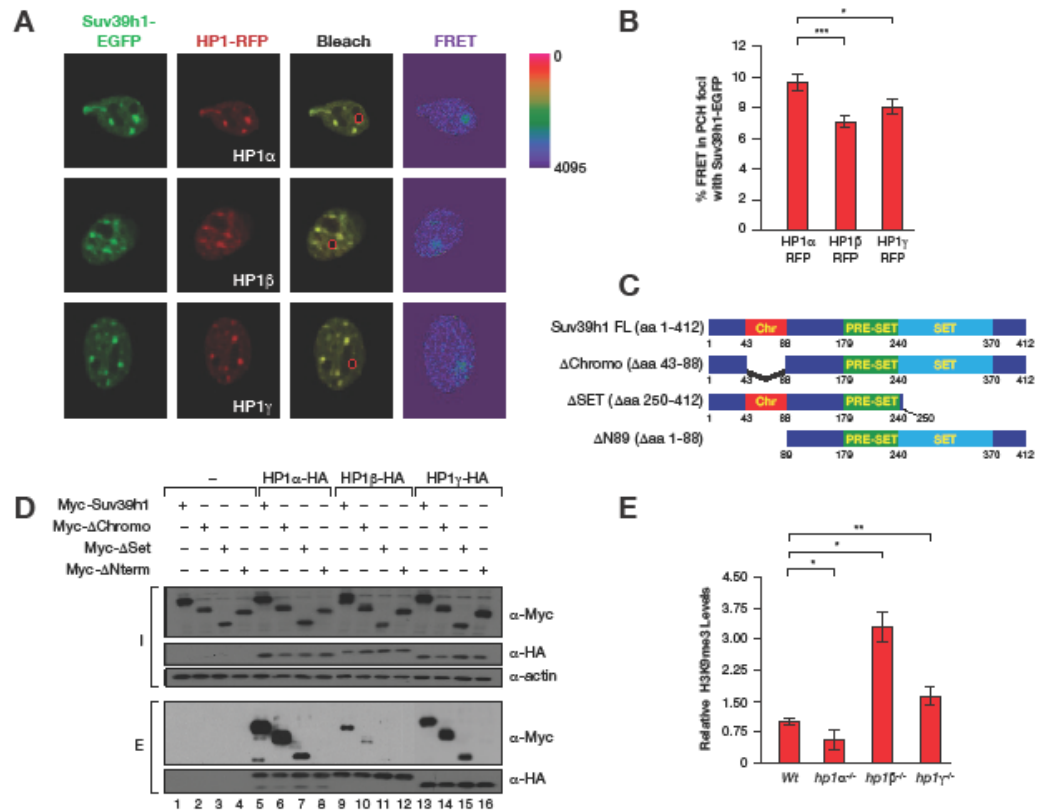 A
Suv39h1-
EGFP
HP1-RFP
Bleach
FRET
HP1α
HP1β
HP1γ
0
4095
B
% FRET in PCH foci
with Suv39h1-EGFP
12
10
8
6
4
2
0
***
*
HP1α
RFP
HP1β
RFP
HP1γ
RFP
C
Suv39h1 FL (aa 1-412)
Chr PRE-SET SET
1 43 88 179 240 370 412
ΔChromo (Δaa 43-88)
PRE-SET SET
1 43 88 179 240 370 412
ΔSET (Δaa 250-412)
Chr PRE-SET
1 43 88 179 240 250
ΔN89 (Δaa 1-88)
PRE-SET SET
89 179 240 370 412
D
– HP1α-HA HP1β-HA HP1γ-HA
Myc-Suv39h1 + – – – + – – – + – – – + – – –
Myc-ΔChromo – + – – – + – – – + – – – + – –
Myc-ΔSet – – + – – – + – – – + – – – + –
Myc-ΔNterm – – – + – – – + – – – + – – – +
I
α-Myc
α-HA
α-actin
E
α-Myc
α-HA
1 2 3 4 5 6 7 8 9 10 11 12 13 14 15 16
E
Relative H3K9me3 Levels
4.50
3.75
3.00
2.25
1.50
0.75
0
**
*
*
Wt hp1α-/- hp1β-/- hp1γ-/-